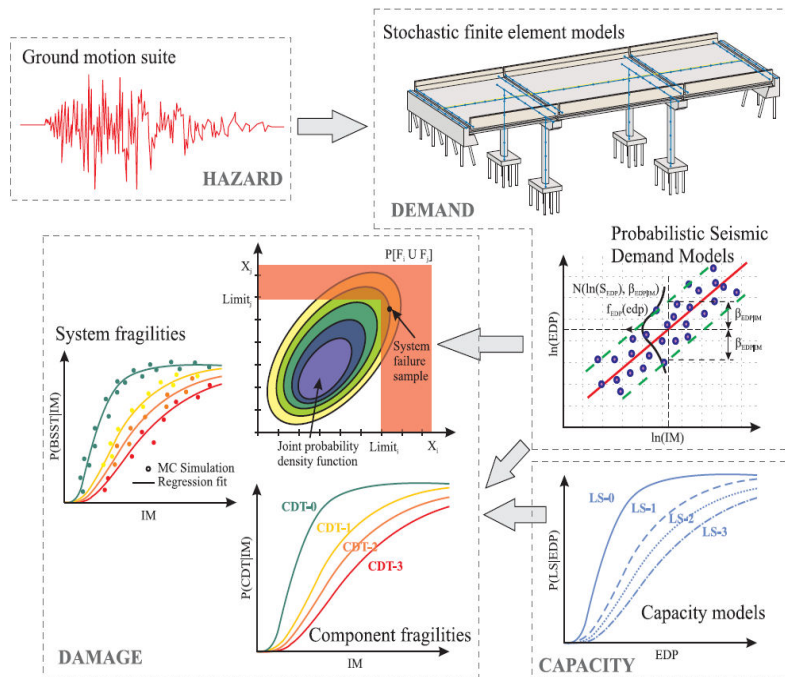 Ground motion suite
HAZARD
Stochastic finite element models
DEMAND
Probabilistic Seismic
Demand Models
N(ln(S_EDP), β_EDP|IM)
f_EDP(edp)
β_EDP|IM
β_EDP|IM
ln(EDP)
ln(IM)
P[F_i U F_j]
X_j
Limit_j
System
failure
sample
Joint probability
density function
Limit_i
X_i
System fragilities
P(BSST|IM)
MC Simulation
Regression fit
IM
CDT-0
CDT-1
CDT-2
CDT-3
P(CDT|IM)
Component fragilities
IM
DAMAGE
LS-0
LS-1
LS-2
LS-3
P(LS|EDP)
Capacity models
EDP
CAPACITY